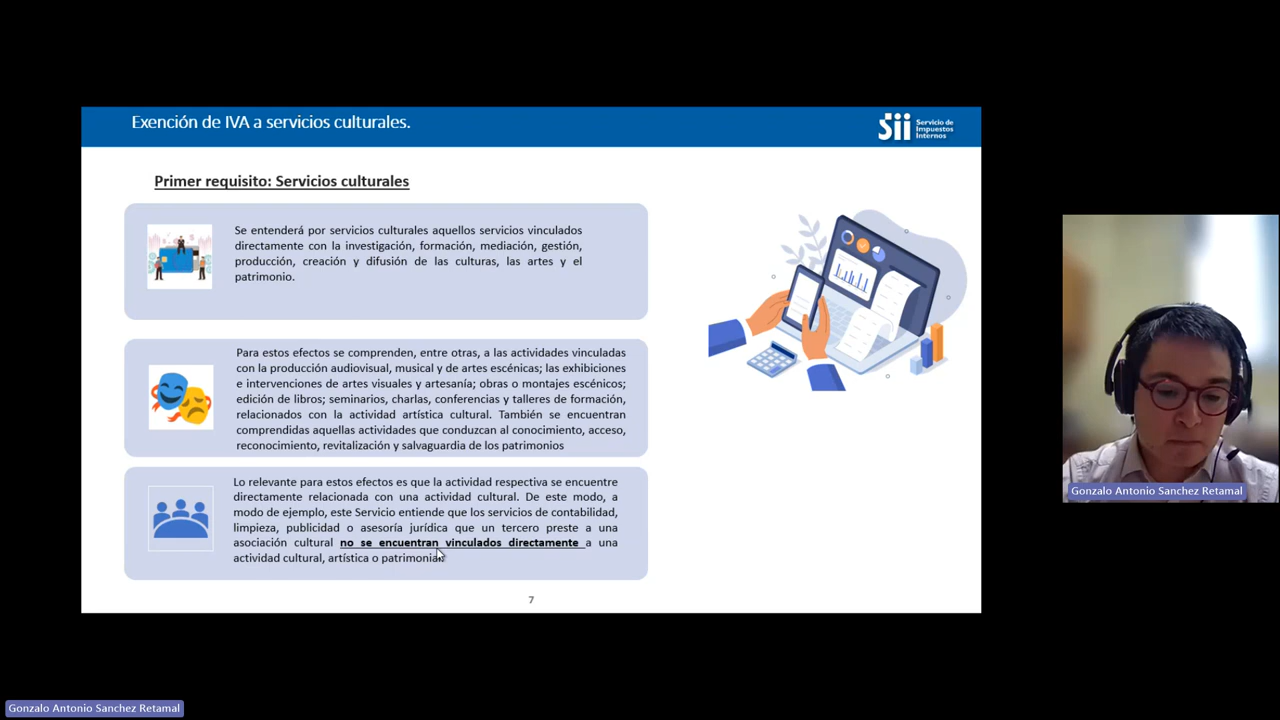 Exención de IVA a servicios culturales.
Sii Servicio de
Impuestos
Internos
Primer requisito: Servicios culturales
Se entenderá por servicios culturales aquellos servicios vinculados
directamente con la investigación, formación, mediación, gestión,
producción, creación y difusión de las culturas, las artes y el
patrimonio.
Para estos efectos se comprenden, entre otras, a las actividades vinculadas
con la producción audiovisual, musical y de artes escénicas; las exhibiciones
e intervenciones de artes visuales y artesanía; obras o montajes escénicos;
edición de libros; seminarios, charlas, conferencias y talleres de formación,
relacionados con la actividad artística cultural. También se encuentran
comprendidas aquellas actividades que conduzcan al conocimiento, acceso,
reconocimiento, revitalización y salvaguardia de los patrimonios
Lo relevante para estos efectos es que la actividad respectiva se encuentre
directamente relacionada con una actividad cultural. De este modo, a
modo de ejemplo, este Servicio entiende que los servicios de contabilidad,
limpieza, publicidad o asesoría jurídica que un tercero preste a una
asociación cultural no se encuentran vinculados directamente a una
actividad cultural, artística o patrimonial.
7
Gonzalo Antonio Sanchez Retamal
Gonzalo Antonio Sanchez Retamal